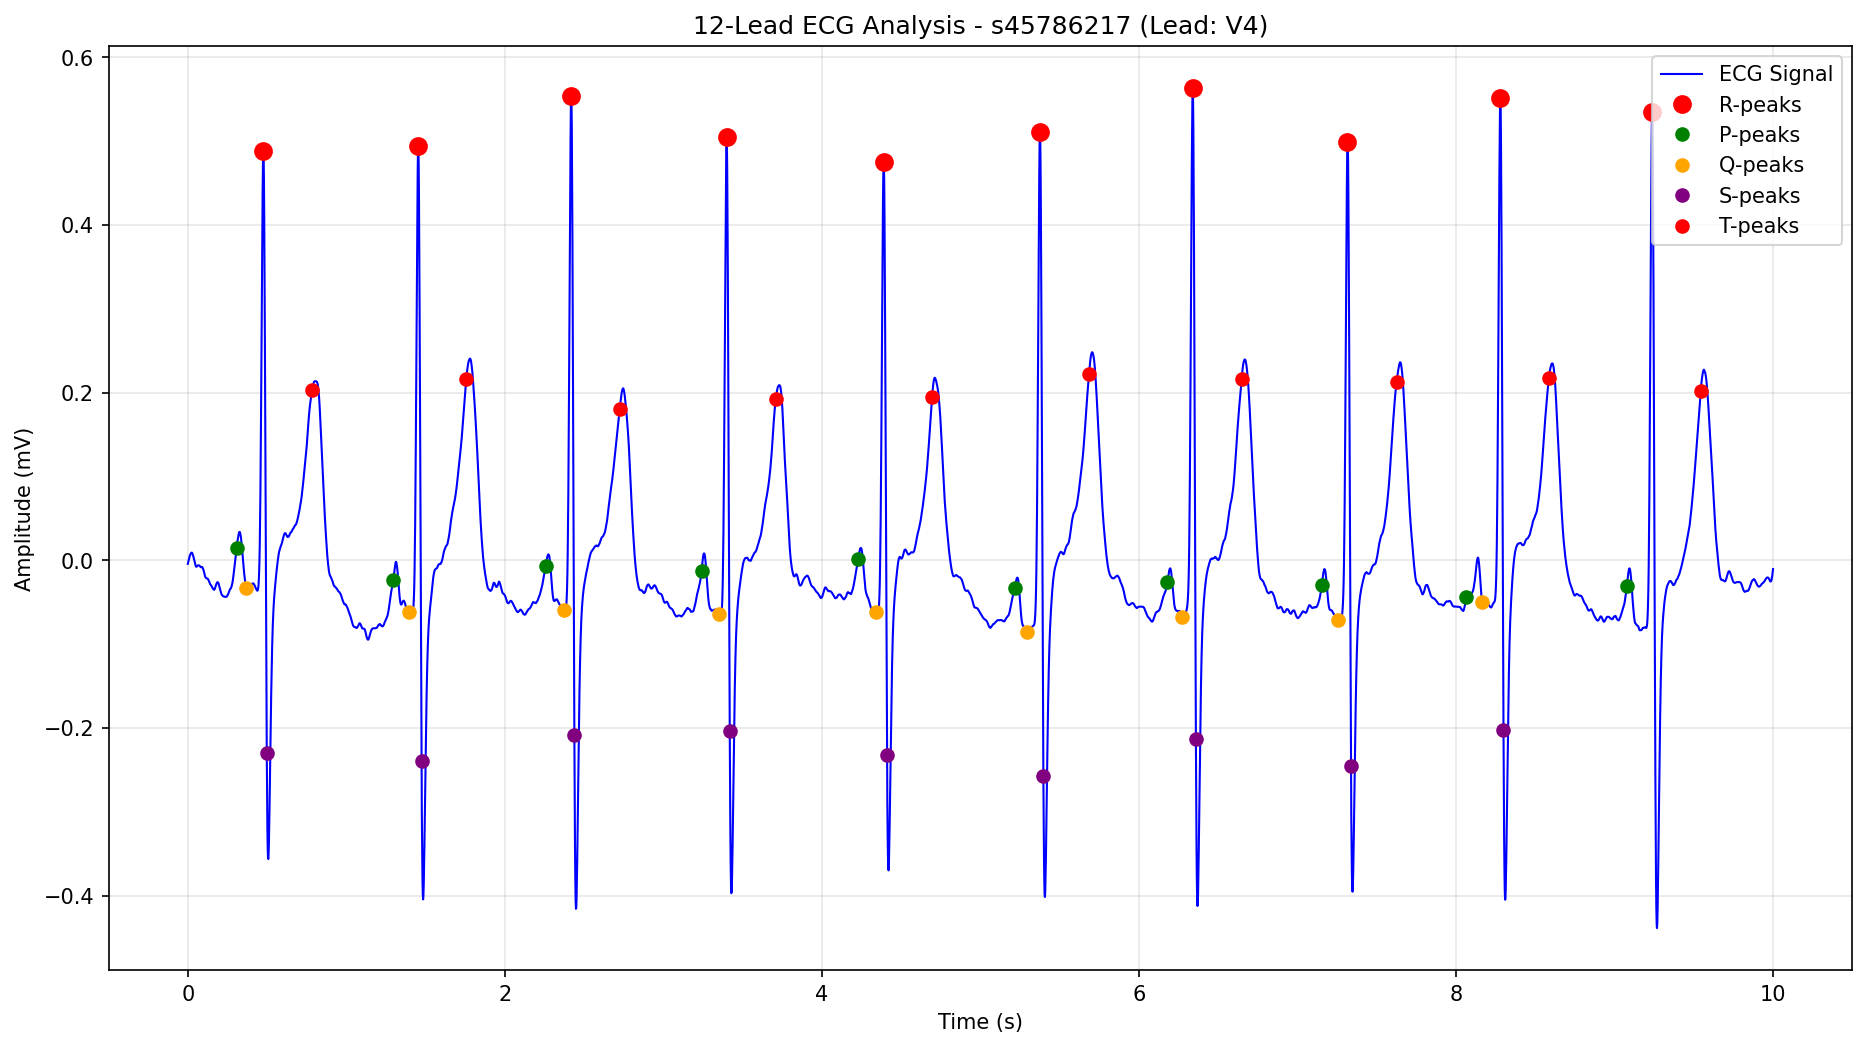 12-Lead ECG Analysis - s45786217 (Lead: V4)
ECG Signal
R-peaks
P-peaks
Q-peaks
S-peaks
T-peaks
Amplitude (mV)
0.6
0.4
0.2
0.0
−0.2
−0.4
0 2 4 6 8 10
Time (s)